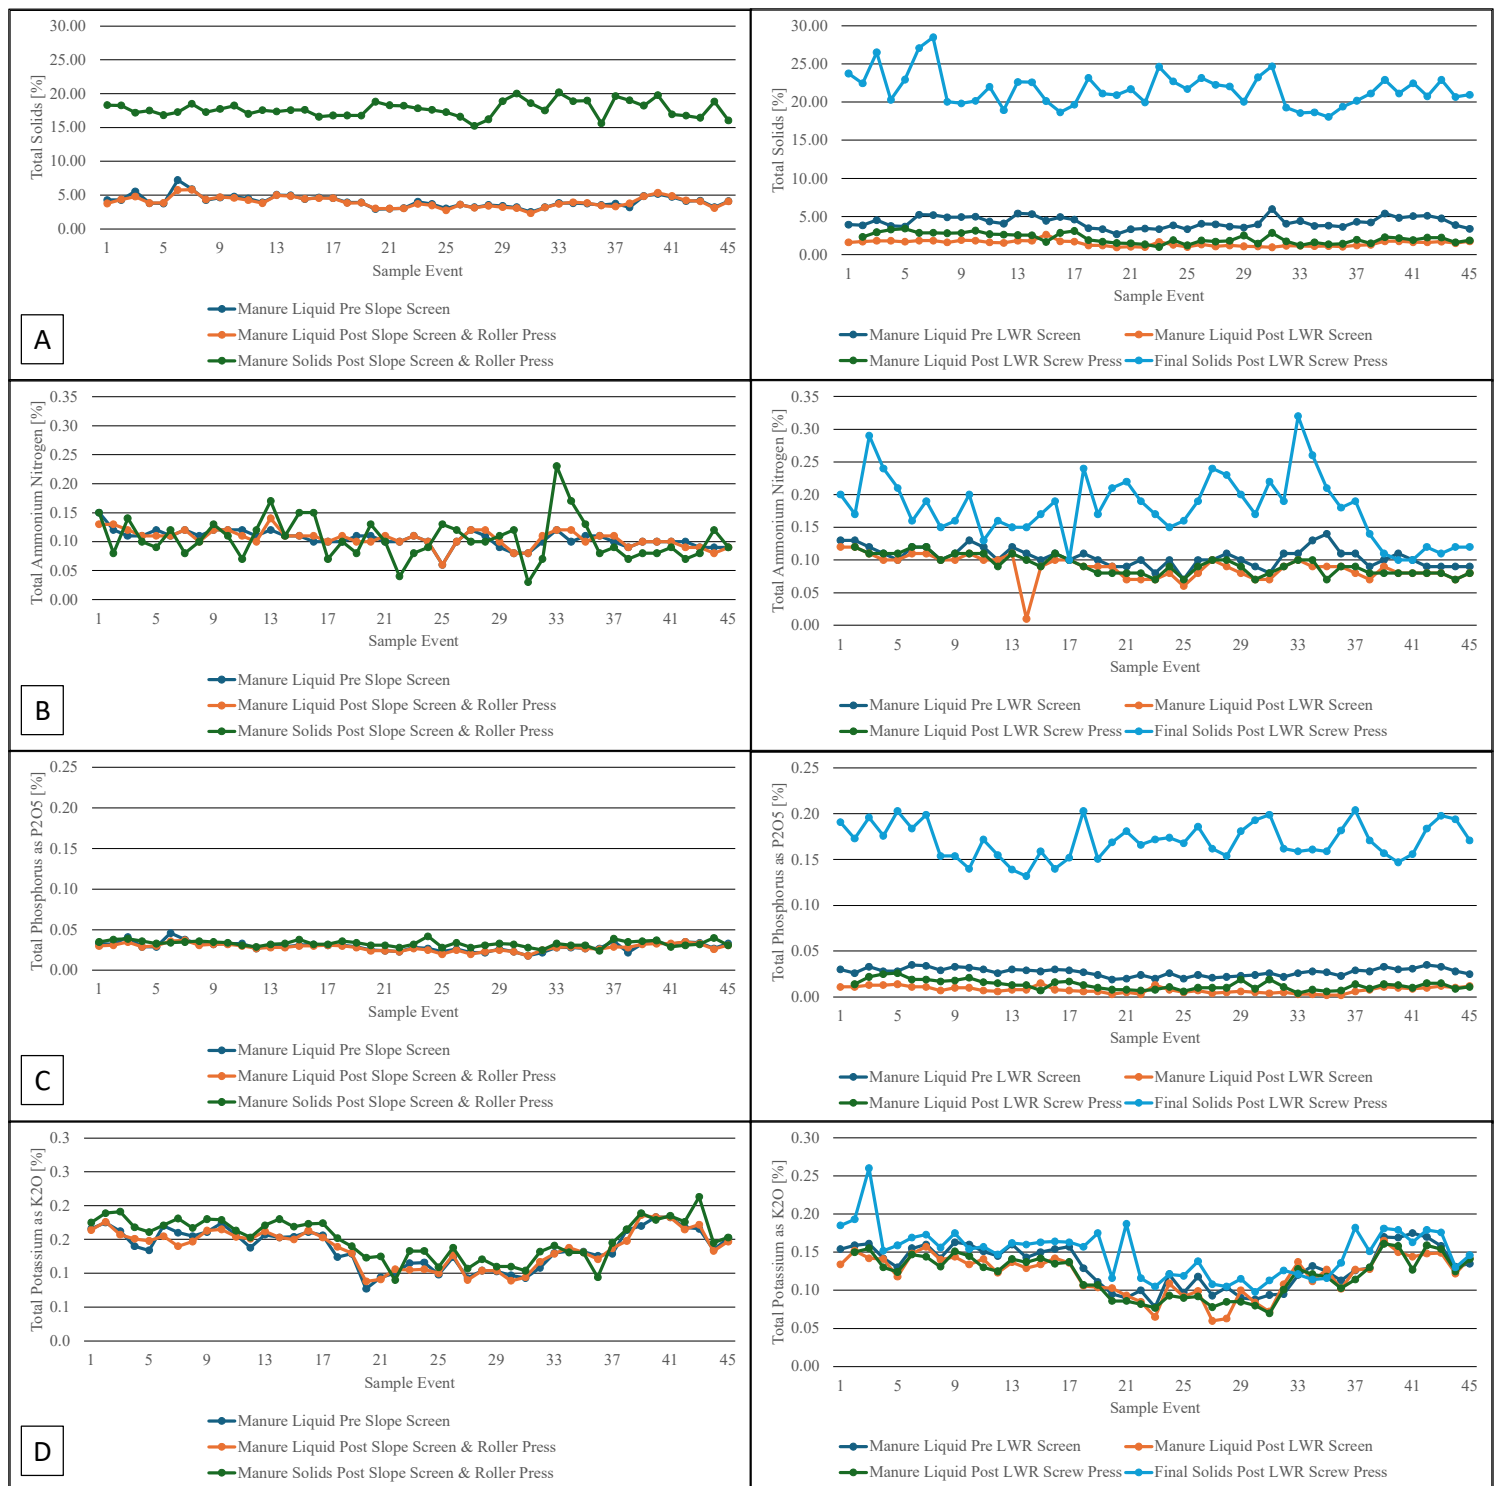 30.00
25.00
20.00
15.00
10.00
5.00
0.00
Total Solids [%]
1 5 9 13 17 21 25 29 33 37 41 45
Sample Event
Manure Liquid Pre Slope Screen
Manure Liquid Post Slope Screen & Roller Press
Manure Solids Post Slope Screen & Roller Press
A
30.00
25.00
20.00
15.00
10.00
5.00
0.00
Total Solids [%]
1 5 9 13 17 21 25 29 33 37 41 45
Sample Event
Manure Liquid Pre LWR Screen
Manure Liquid Post LWR Screen
Manure Liquid Post LWR Screw Press
Final Solids Post LWR Screw Press
0.35
0.30
0.25
0.20
0.15
0.10
0.05
0.00
Total Ammonium Nitrogen [%]
1 5 9 13 17 21 25 29 33 37 41 45
Sample Event
Manure Liquid Pre Slope Screen
Manure Liquid Post Slope Screen & Roller Press
Manure Solids Post Slope Screen & Roller Press
B
0.35
0.30
0.25
0.20
0.15
0.10
0.05
0.00
Total Ammonium Nitrogen [%]
1 5 9 13 17 21 25 29 33 37 41 45
Sample Event
Manure Liquid Pre LWR Screen
Manure Liquid Post LWR Screen
Manure Liquid Post LWR Screw Press
Final Solids Post LWR Screw Press
0.25
0.20
0.15
0.10
0.05
0.00
Total Phosphorus as P2O5 [%]
1 5 9 13 17 21 25 29 33 37 41 45
Sample Event
Manure Liquid Pre Slope Screen
Manure Liquid Post Slope Screen & Roller Press
Manure Solids Post Slope Screen & Roller Press
C
0.25
0.20
0.15
0.10
0.05
0.00
Total Phosphorus as P2O5 [%]
1 5 9 13 17 21 25 29 33 37 41 45
Sample Event
Manure Liquid Pre LWR Screen
Manure Liquid Post LWR Screen
Manure Liquid Post LWR Screw Press
Final Solids Post LWR Screw Press
0.3
0.3
0.2
0.2
0.1
0.1
0.0
Total Potassium as K2O [%]
1 5 9 13 17 21 25 29 33 37 41 45
Sample Event
Manure Liquid Pre Slope Screen
Manure Liquid Post Slope Screen & Roller Press
Manure Solids Post Slope Screen & Roller Press
D
0.30
0.25
0.20
0.15
0.10
0.05
0.00
Total Potassium as K2O [%]
1 5 9 13 17 21 25 29 33 37 41 45
Sample Event
Manure Liquid Pre LWR Screen
Manure Liquid Post LWR Screen
Manure Liquid Post LWR Screw Press
Final Solids Post LWR Screw Press